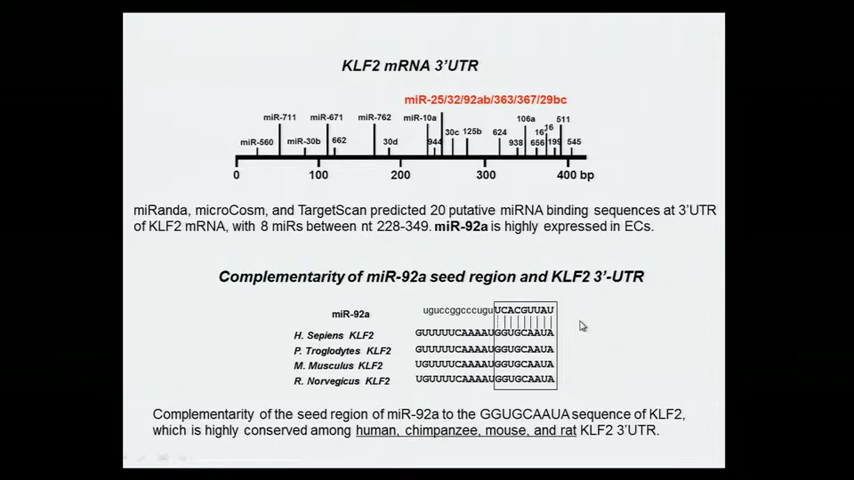 KLF2 mRNA 3'UTR
miR-25/32/92ab/363/367/29bc
miR-711 miR-671 miR-762 miR-10a 106a 511
miR-560 miR-30b 662 30d 944 30c 125b 624 938 656 16 16 199 545
0 100 200 300 400 bp
miRanda, microCosm, and TargetScan predicted 20 putative miRNA binding sequences at 3'UTR
of KLF2 mRNA, with 8 miRs between nt 228-349. miR-92a is highly expressed in ECs.
Complementarity of miR-92a seed region and KLF2 3'-UTR
miR-92a uguccggcccuguUCACGUUAU
H. Sepiens KLF2 GUUUUUCAAAAUGGUGCAAUA
P. Troglodytes KLF2 GUUUUUCAAAAUGGUGCAAUA
M. Musculus KLF2 UGUUUUCAAAAUGGUGCAAUA
R. Norvegicus KLF2 UGUUUUCAAAAUGGUGCAAUA
Complementarity of the seed region of miR-92a to the GGUGCAAUA sequence of KLF2,
which is highly conserved among human, chimpanzee, mouse, and rat KLF2 3'UTR.